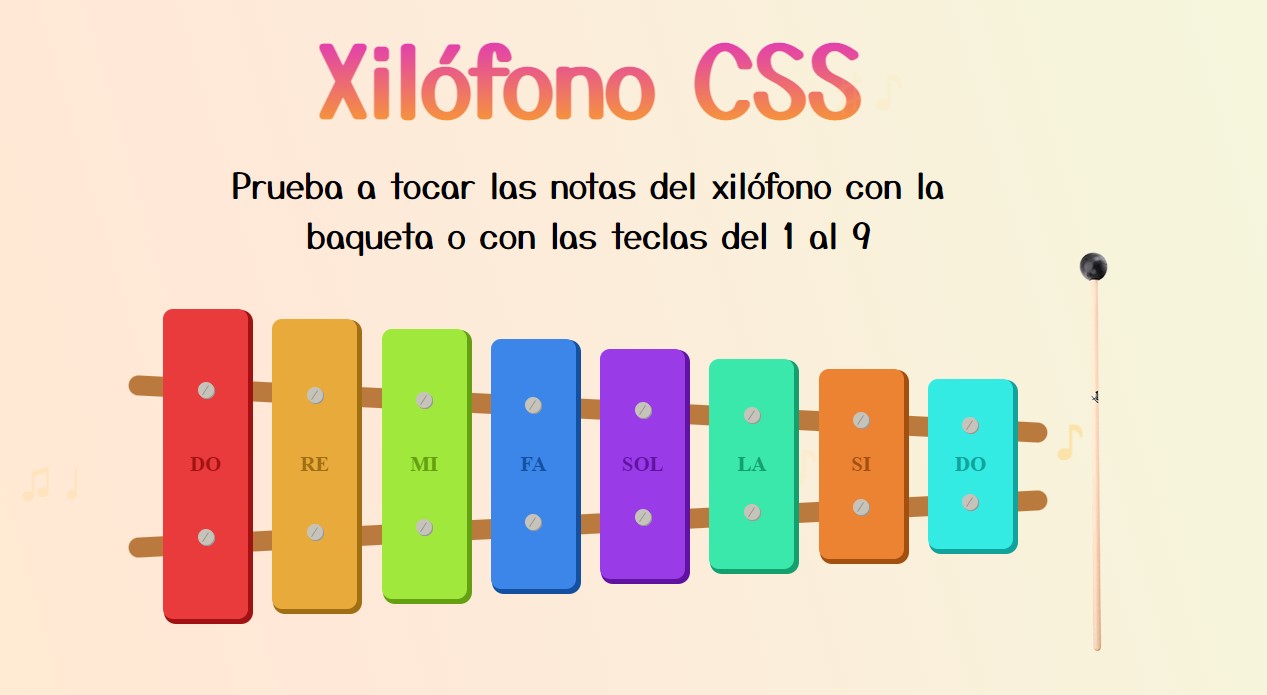 Xilófono CSS
Prueba a tocar las notas del xilófono con la
baqueta o con las teclas del 1 al 9
DO RE MI FA SOL LA SI DO